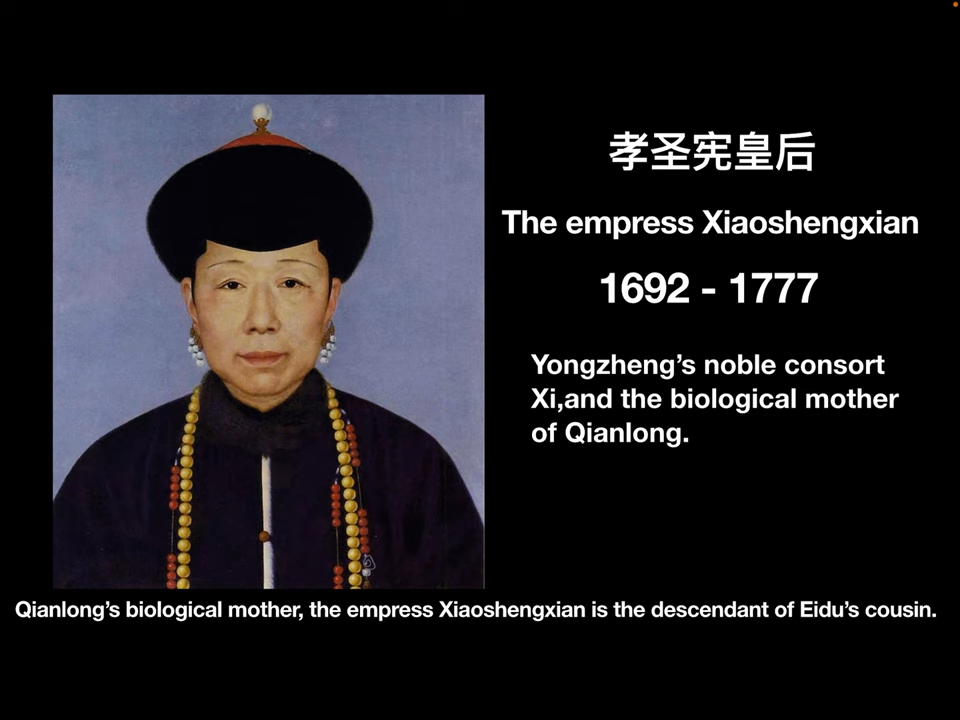 孝圣宪皇后
The empress Xiaoshengxian
1692 - 1777
Yongzheng’s noble consort
Xi,and the biological mother
of Qianlong.
Qianlong’s biological mother, the empress Xiaoshengxian is the descendant of Eidu’s cousin.